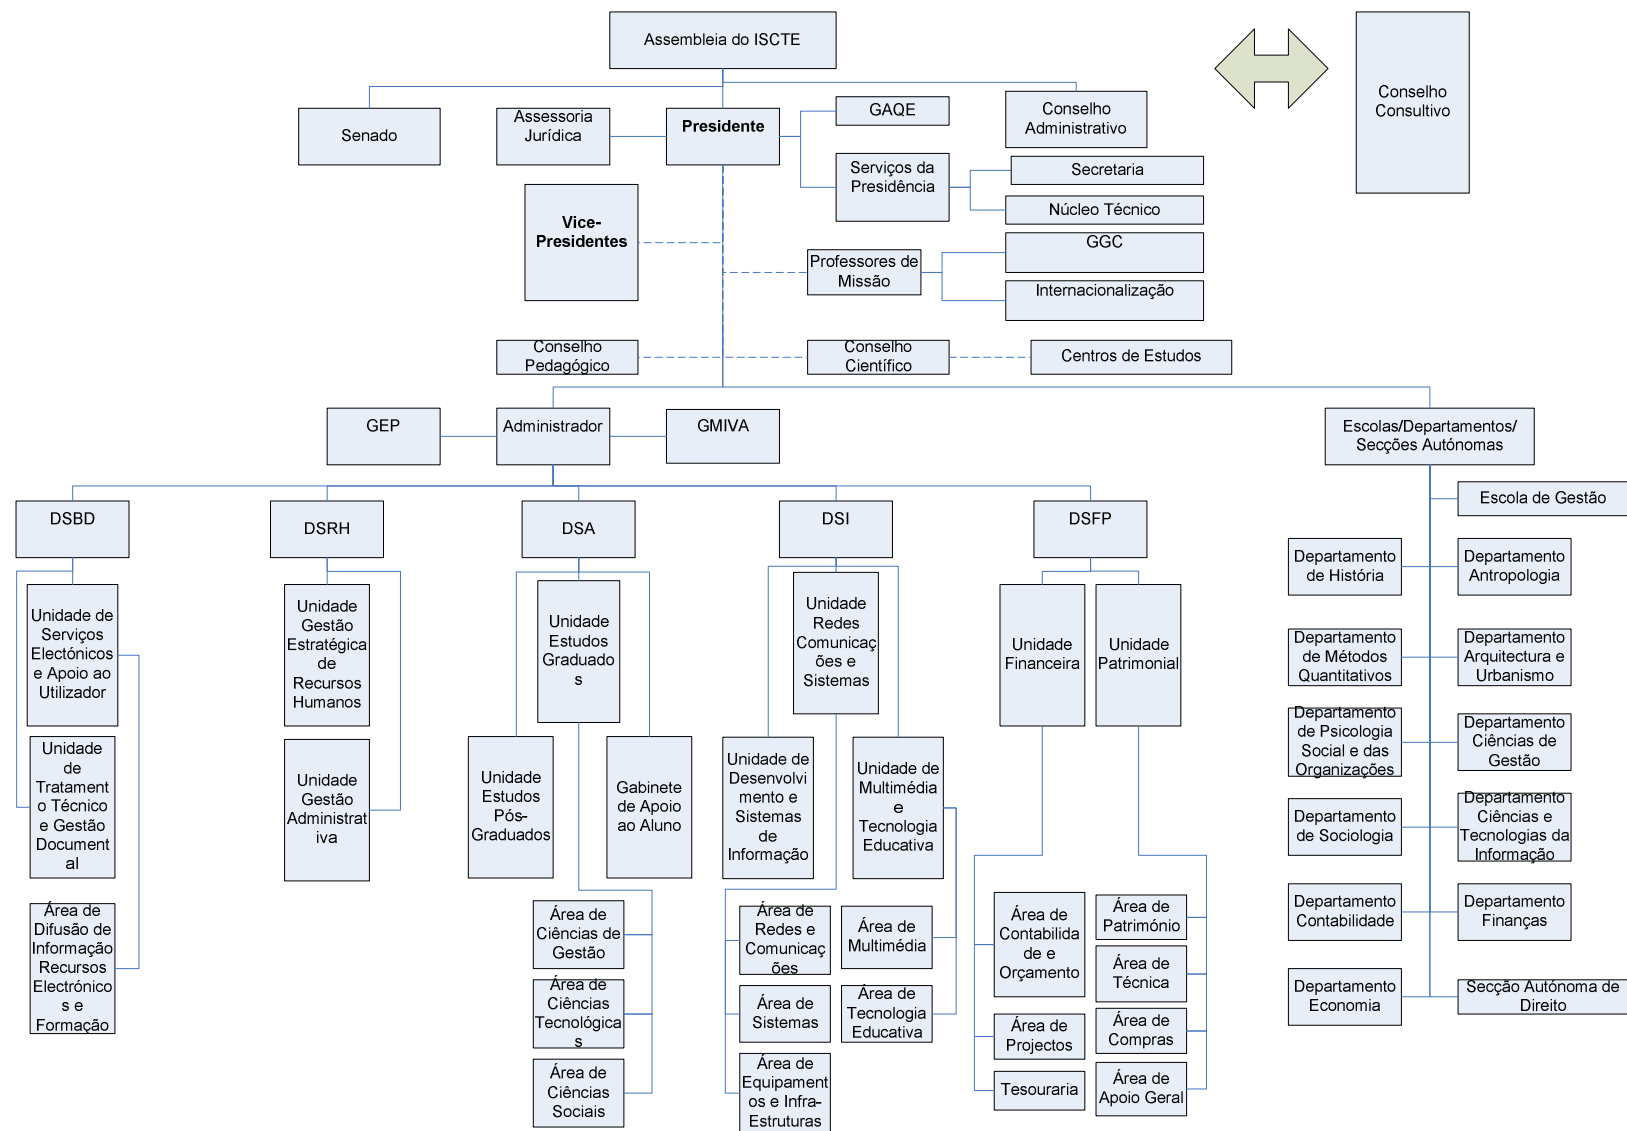 Assembleia do ISCTE
Conselho
Consultivo
Senado
Assessoria
Jurídica
Presidente
GAQE
Conselho
Administrativo
Serviços da
Presidência
Secretaria
Núcleo Técnico
Vice-
Presidentes
Professores de
Missão
GGC
Internacionalização
Conselho
Pedagógico
Conselho
Científico
Centros de Estudos
GEP
Administrador
GMIVA
Escolas/Departamentos/
Secções Autónomas
DSBD
DSRH
DSA
DSI
DSFP
Unidade de
Serviços
Electónicos
e Apoio ao
Utilizador
Unidade
de
Tratament
o Técnico
e Gestão
Document
al
Área de
Difusão de
Informação
Recursos
Electrónico
s e
Formação
Unidade
Gestão
Estratégica
de
Recursos
Humanos
Unidade
Gestão
Administrat
iva
Unidade
Estudos
Graduado
s
Unidade
Estudos
Pós-
Graduados
Gabinete
de Apoio
ao Aluno
Área de
Ciências de
Gestão
Área de
Ciências
Tecnológica
s
Área de
Ciências
Sociais
Unidade
Redes
Comunicaç
ões e
Sistemas
Unidade de
Desenvolvi
mento e
Sistemas
de
Informação
Unidade de
Multimédia
e
Tecnologia
Educativa
Área de
Redes e
Comunicaç
ões
Área de
Sistemas
Área de
Equipament
os e Infra-
Estruturas
Área de
Multimédia
Área de
Tecnologia
Educativa
Unidade
Financeira
Unidade
Patrimonial
Área de
Contabilida
de e
Orçamento
Área de
Projectos
Tesouraria
Área de
Património
Área de
Técnica
Área de
Compras
Área de
Apoio Geral
Escola de Gestão
Departamento
de História
Departamento
Antropologia
Departamento
de Métodos
Quantitativos
Departamento
Arquitectura e
Urbanismo
Departamento
de Psicologia
Social e das
Organizações
Departamento
Ciências de
Gestão
Departamento
de Sociologia
Departamento
Ciências e
Tecnologias da
Informação
Departamento
Contabilidade
Departamento
Finanças
Departamento
Economia
Secção Autónoma de
Direito